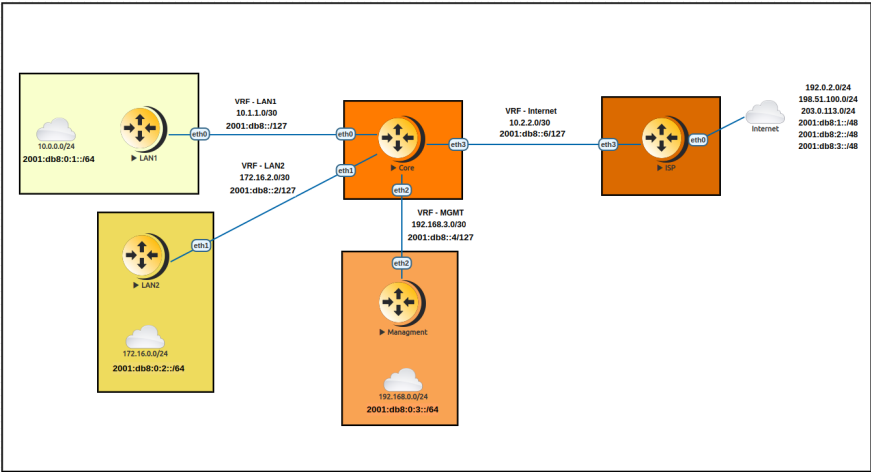 VRF - LAN1
10.1.1.0/30
2001:db8::/127
eth0
10.0.0.0/24
2001:db8:0:1::/64
LAN1
VRF - LAN2
172.16.2.0/30
2001:db8::2/127
eth1
LAN2
172.16.0.0/24
2001:db8:0:2::/64
eth0
eth1
eth3
eth2
Core
VRF - MGMT
192.168.3.0/30
2001:db8::4/127
eth2
Managment
192.168.0.0/24
2001:db8:0:3::/64
VRF - Internet
10.2.2.0/30
2001:db8::6/127
eth3
eth0
ISP
Internet
192.0.2.0/24
198.51.100.0/24
203.0.113.0/24
2001:db8:1::/48
2001:db8:2::/48
2001:db8:3::/48